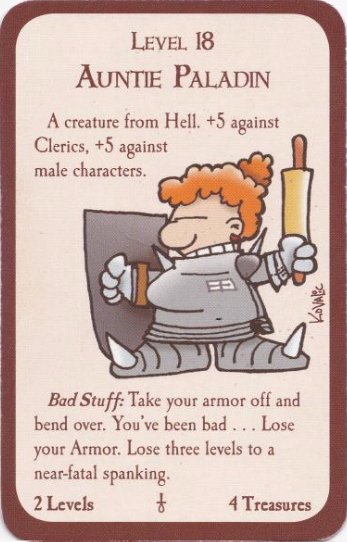 LEVEL 18
AUNTIE PALADIN
A creature from Hell. +5 against
Clerics, +5 against
male characters.
KOVALIC
Bad Stuff: Take your armor off and
bend over. You've been bad . . . Lose
your Armor. Lose three levels to a
near-fatal spanking.
2 Levels 4 Treasures